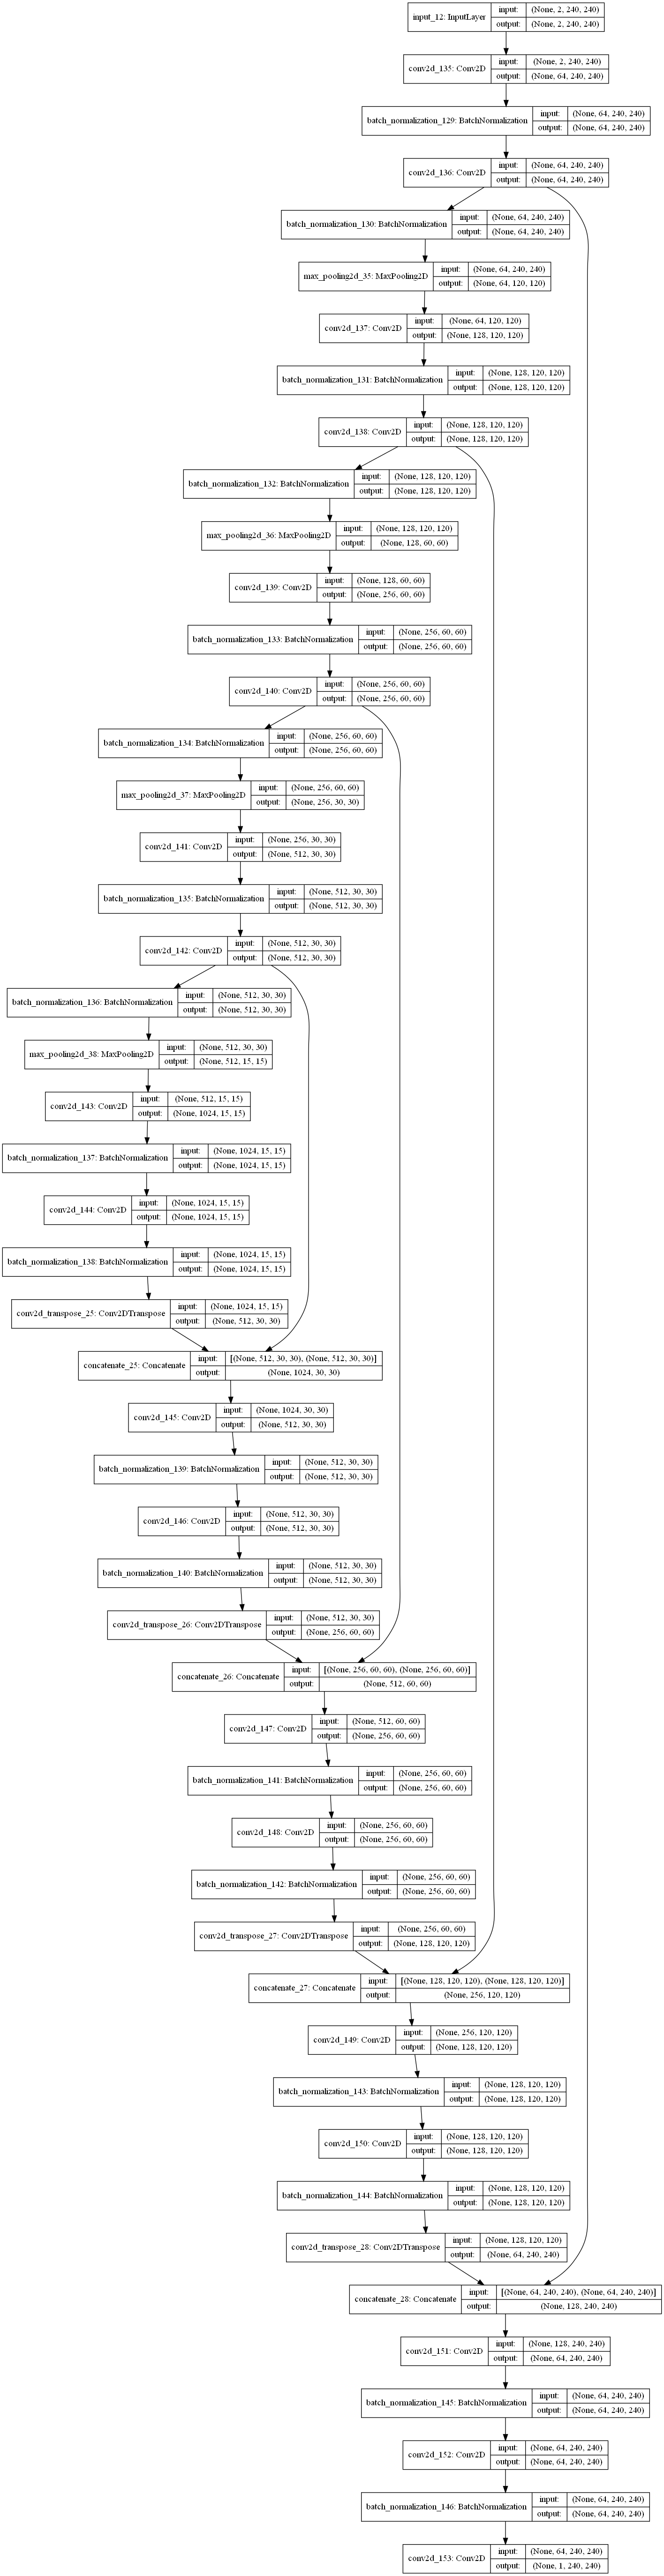 input_12: InputLayer input: (None, 2, 240, 240)
output: (None, 2, 240, 240)
conv2d_135: Conv2D input: (None, 2, 240, 240)
output: (None, 64, 240, 240)
batch_normalization_129: BatchNormalization input: (None, 64, 240, 240)
output: (None, 64, 240, 240)
conv2d_136: Conv2D input: (None, 64, 240, 240)
output: (None, 64, 240, 240)
batch_normalization_130: BatchNormalization input: (None, 64, 240, 240)
output: (None, 64, 240, 240)
max_pooling2d_35: MaxPooling2D input: (None, 64, 240, 240)
output: (None, 64, 120, 120)
conv2d_137: Conv2D input: (None, 64, 120, 120)
output: (None, 128, 120, 120)
batch_normalization_131: BatchNormalization input: (None, 128, 120, 120)
output: (None, 128, 120, 120)
conv2d_138: Conv2D input: (None, 128, 120, 120)
output: (None, 128, 120, 120)
batch_normalization_132: BatchNormalization input: (None, 128, 120, 120)
output: (None, 128, 120, 120)
max_pooling2d_36: MaxPooling2D input: (None, 128, 120, 120)
output: (None, 128, 60, 60)
conv2d_139: Conv2D input: (None, 128, 60, 60)
output: (None, 256, 60, 60)
batch_normalization_133: BatchNormalization input: (None, 256, 60, 60)
output: (None, 256, 60, 60)
conv2d_140: Conv2D input: (None, 256, 60, 60)
output: (None, 256, 60, 60)
batch_normalization_134: BatchNormalization input: (None, 256, 60, 60)
output: (None, 256, 60, 60)
max_pooling2d_37: MaxPooling2D input: (None, 256, 60, 60)
output: (None, 256, 30, 30)
conv2d_141: Conv2D input: (None, 256, 30, 30)
output: (None, 512, 30, 30)
batch_normalization_135: BatchNormalization input: (None, 512, 30, 30)
output: (None, 512, 30, 30)
conv2d_142: Conv2D input: (None, 512, 30, 30)
output: (None, 512, 30, 30)
batch_normalization_136: BatchNormalization input: (None, 512, 30, 30)
output: (None, 512, 30, 30)
max_pooling2d_38: MaxPooling2D input: (None, 512, 30, 30)
output: (None, 512, 15, 15)
conv2d_143: Conv2D input: (None, 512, 15, 15)
output: (None, 1024, 15, 15)
batch_normalization_137: BatchNormalization input: (None, 1024, 15, 15)
output: (None, 1024, 15, 15)
conv2d_144: Conv2D input: (None, 1024, 15, 15)
output: (None, 1024, 15, 15)
batch_normalization_138: BatchNormalization input: (None, 1024, 15, 15)
output: (None, 1024, 15, 15)
conv2d_transpose_25: Conv2DTranspose input: (None, 1024, 15, 15)
output: (None, 512, 30, 30)
concatenate_25: Concatenate input: [(None, 512, 30, 30), (None, 512, 30, 30)]
output: (None, 1024, 30, 30)
conv2d_145: Conv2D input: (None, 1024, 30, 30)
output: (None, 512, 30, 30)
batch_normalization_139: BatchNormalization input: (None, 512, 30, 30)
output: (None, 512, 30, 30)
conv2d_146: Conv2D input: (None, 512, 30, 30)
output: (None, 512, 30, 30)
batch_normalization_140: BatchNormalization input: (None, 512, 30, 30)
output: (None, 512, 30, 30)
conv2d_transpose_26: Conv2DTranspose input: (None, 512, 30, 30)
output: (None, 256, 60, 60)
concatenate_26: Concatenate input: [(None, 256, 60, 60), (None, 256, 60, 60)]
output: (None, 512, 60, 60)
conv2d_147: Conv2D input: (None, 512, 60, 60)
output: (None, 256, 60, 60)
batch_normalization_141: BatchNormalization input: (None, 256, 60, 60)
output: (None, 256, 60, 60)
conv2d_148: Conv2D input: (None, 256, 60, 60)
output: (None, 256, 60, 60)
batch_normalization_142: BatchNormalization input: (None, 256, 60, 60)
output: (None, 256, 60, 60)
conv2d_transpose_27: Conv2DTranspose input: (None, 256, 60, 60)
output: (None, 128, 120, 120)
concatenate_27: Concatenate input: [(None, 128, 120, 120), (None, 128, 120, 120)]
output: (None, 256, 120, 120)
conv2d_149: Conv2D input: (None, 256, 120, 120)
output: (None, 128, 120, 120)
batch_normalization_143: BatchNormalization input: (None, 128, 120, 120)
output: (None, 128, 120, 120)
conv2d_150: Conv2D input: (None, 128, 120, 120)
output: (None, 128, 120, 120)
batch_normalization_144: BatchNormalization input: (None, 128, 120, 120)
output: (None, 128, 120, 120)
conv2d_transpose_28: Conv2DTranspose input: (None, 128, 120, 120)
output: (None, 64, 240, 240)
concatenate_28: Concatenate input: [(None, 64, 240, 240), (None, 64, 240, 240)]
output: (None, 128, 240, 240)
conv2d_151: Conv2D input: (None, 128, 240, 240)
output: (None, 64, 240, 240)
batch_normalization_145: BatchNormalization input: (None, 64, 240, 240)
output: (None, 64, 240, 240)
conv2d_152: Conv2D input: (None, 64, 240, 240)
output: (None, 64, 240, 240)
batch_normalization_146: BatchNormalization input: (None, 64, 240, 240)
output: (None, 64, 240, 240)
conv2d_153: Conv2D input: (None, 64, 240, 240)
output: (None, 1, 240, 240)